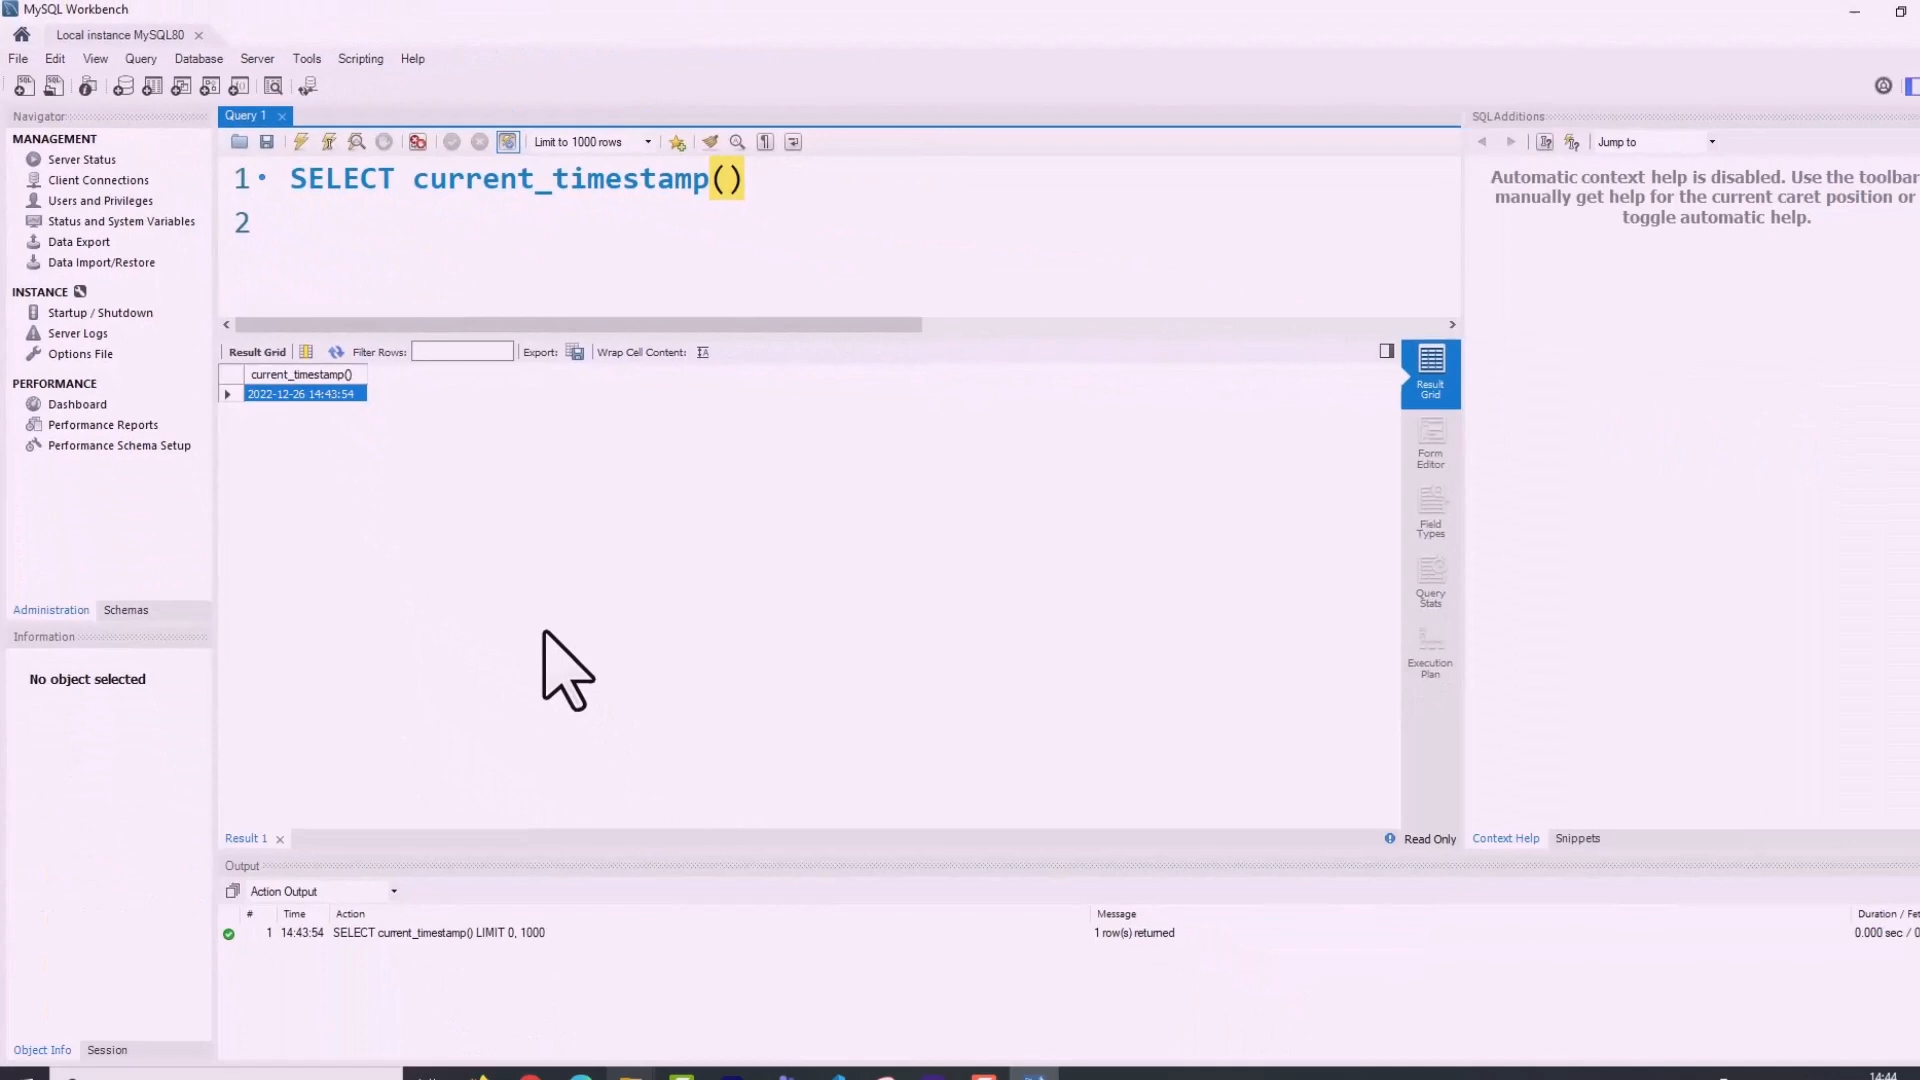 MySQL Workbench
Local instance MySQL80
File Edit View Query Database Server Tools Scripting Help
Navigator
MANAGEMENT
Server Status
Client Connections
Users and Privileges
Status and System Variables
Data Export
Data Import/Restore
INSTANCE
Startup / Shutdown
Server Logs
Options File
PERFORMANCE
Dashboard
Performance Reports
Performance Schema Setup
Administration Schemas
Information
No object selected
Object Info Session
Query 1
Limit to 1000 rows
1 SELECT current_timestamp()
2
Result Grid Filter Rows: Export: Wrap Cell Content:
current_timestamp()
2022-12-26 14:43:54
Result Grid
Form Editor
Field Types
Query Stats
Execution Plan
Result 1
Read Only
Output
Action Output
# Time Action Message Duration / Fet
1 14:43:54 SELECT current_timestamp() LIMIT 0, 1000 1 row(s) returned 0.000 sec / 0
SQLAdditions
Jump to
Automatic context help is disabled. Use the toolbar
manually get help for the current caret position or
toggle automatic help.
Context Help Snippets
14:44